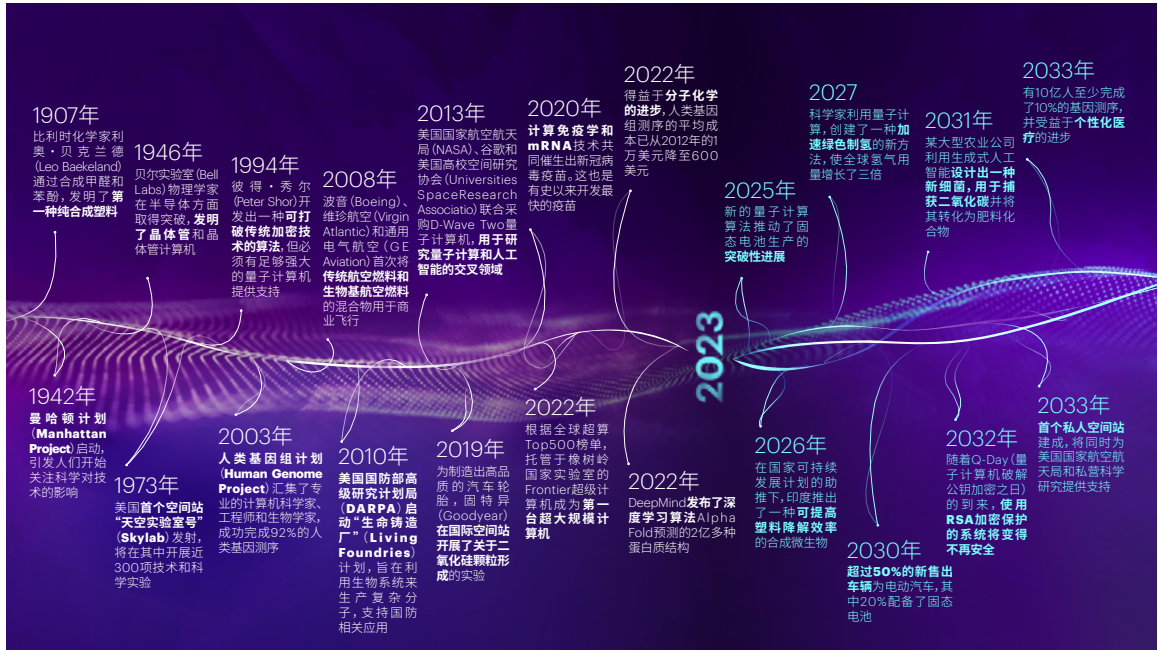 1907年
比利时化学家利
奥·贝克兰德
(Leo Baekeland)
通过合成甲醛和
苯酚，发明了第
一种纯合成塑料
1946年
贝尔实验室(Bell
Labs)物理学家
在半导体方面
取得突破，发明
了晶体管和晶
体管计算机
1994年
彼得·秀尔
(Peter Shor)开
发出一种可打
破传统加密技
术的算法，但必
须有足够强大
的量子计算机
提供支持
2008年
波音(Boeing)、
维珍航空(Virgin
Atlantic)和通用
电气航空(GE
Aviation)首次将
传统航空燃料和
生物基航空燃料
的混合物用于商
业飞行
2013年
美国国家航空航天
局(NASA)、谷歌和
美国高校空间研究
协会(Universities
SpaceResearch
Associatio)联合采
购D-Wave Two量
子计算机，用于研
究量子计算和人工
智能的交叉领域
2020年
计算免疫学和
mRNA技术共
同催生出新冠病
毒疫苗。这也是
有史以来开发最
快的疫苗
2022年
得益于分子化学
的进步，人类基因
组测序的平均成
本已从2012年的1
万美元降至600
美元
2025年
新的量子计算
算法推动了固
态电池生产的
突破性进展
2027
科学家利用量子计
算，创建了一种加
速绿色制氢的新方
法，使全球氢气用
量增长了三倍
2031年
某大型农业公司
利用生成式人工
智能设计出一种
新细菌，用于捕
获二氧化碳并将
其转化为肥料化
合物
2033年
有10亿人至少完成
了10%的基因测序，
并受益于个性化医
疗的进步
2023
1942年
曼哈顿计划
(Manhattan
Project)启动，
引发人们开始
关注科学对技
术的影响
1973年
美国首个空间站
“天空实验室号”
(Skylab)发射，
将在其中开展近
300项技术和科
学实验
2003年
人类基因组计划
(Human Genome
Project)汇集了专
业的计算机科学家、
工程师和生物学家，
成功完成92%的人
类基因测序
2010年
美国国防部高
级研究计划局
(DARPA)启
动“生命铸造
厂”(Living
Foundries)
计划，旨在利
用生物系统来
生产复杂分
子，支持国防
相关应用
2019年
为制造出高品
质的汽车轮
胎，固特异
(Goodyear)
在国际空间站
开展了关于二
氧化硅颗粒形
成的实验
2022年
根据全球超算
Top500榜单，
托管于橡树岭
国家实验室的
Frontier超级计
算机成为第一
台超大规模计
算机
2022年
DeepMind发布了深
度学习算法Alpha
Fold预测的2亿多种
蛋白质结构
2026年
在国家可持续
发展计划的助
推下，印度推出
了一种可提高
塑料降解效率
的合成微生物
2030年
超过50%的新售出
车辆为电动汽车，其
中20%配备了固态
电池
2032年
随着Q-Day(量
子计算机破解
公钥加密之日)
的到来，使用
RSA加密保护
的系统将变得
不再安全
2033年
首个私人空间站
建成，将同时为
美国国家航空航
天局和私营科学
研究提供支持